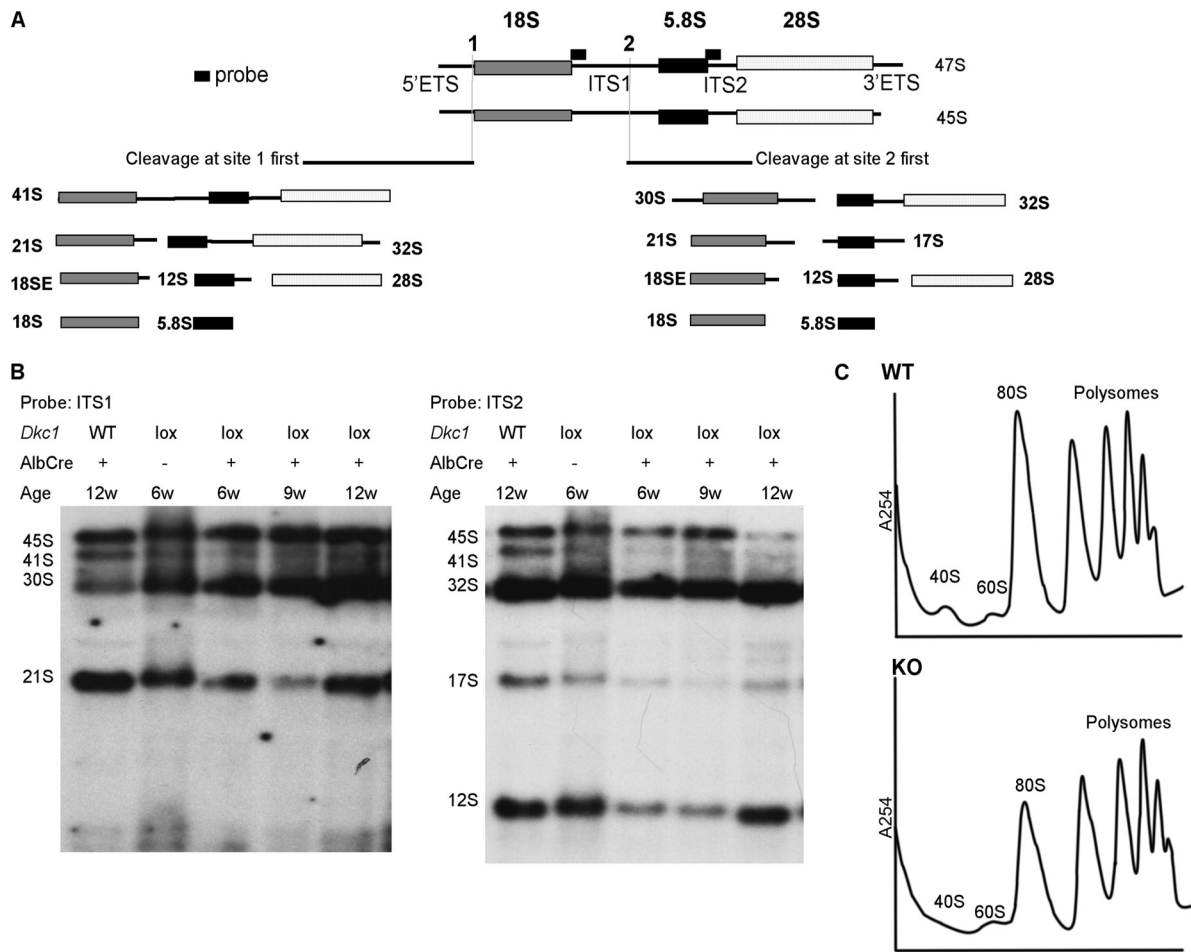 A
18S 5.8S 28S
1 2
probe
5'ETS ITS1 ITS2 3'ETS 47S
45S
Cleavage at site 1 first
Cleavage at site 2 first
41S
21S 32S
18SE 12S 28S
18S 5.8S
30S 32S
21S 17S
18SE 12S 28S
18S 5.8S
B
Probe: ITS1
Dkc1 WT lox lox lox lox
AlbCre + - + + +
Age 12w 6w 6w 9w 12w
45S
41S
30S
21S
Probe: ITS2
Dkc1 WT lox lox lox lox
AlbCre + - + + +
Age 12w 6w 6w 9w 12w
45S
41S
32S
17S
12S
C WT
80S Polysomes
A254
40S 60S
KO
Polysomes
80S
A254
40S 60S